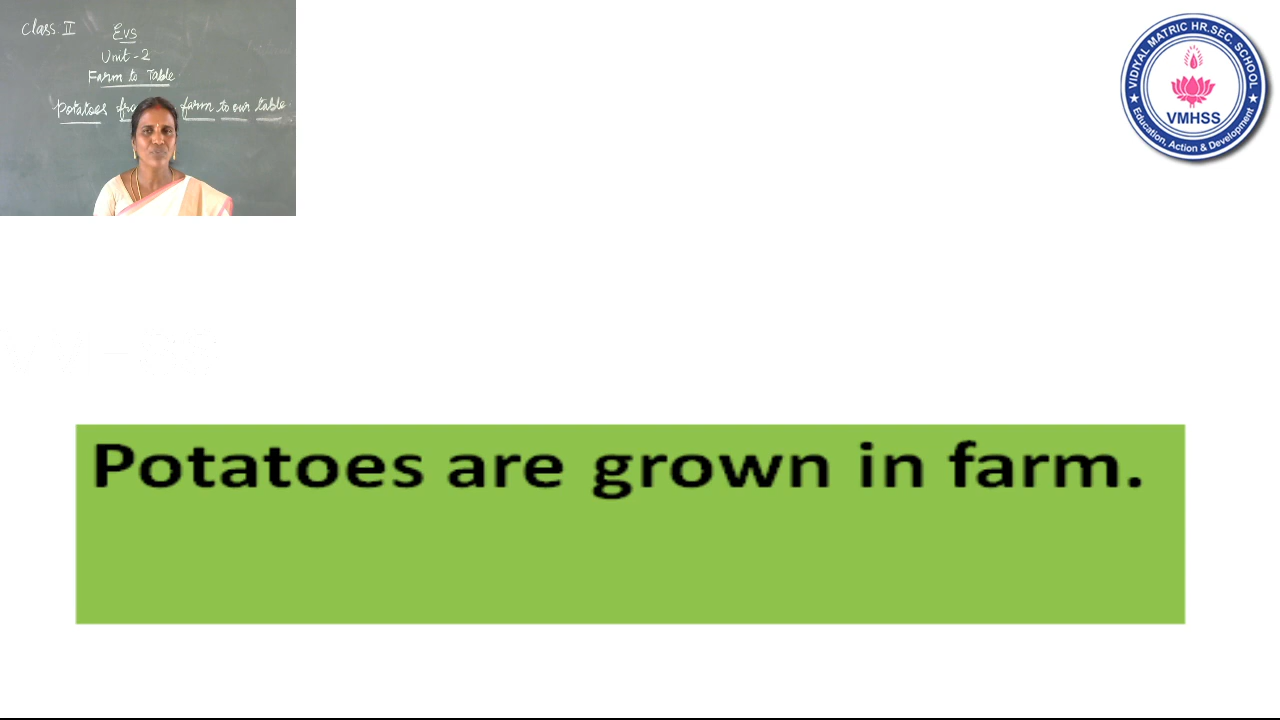 Class II
Evs
Unit - 2
Farm to Table
Potatoes farm to our table.
VIDIYAL MATRIC HR.SEC. SCHOOL
VMHSS
Education, Action & Development
Potatoes are grown in farm.